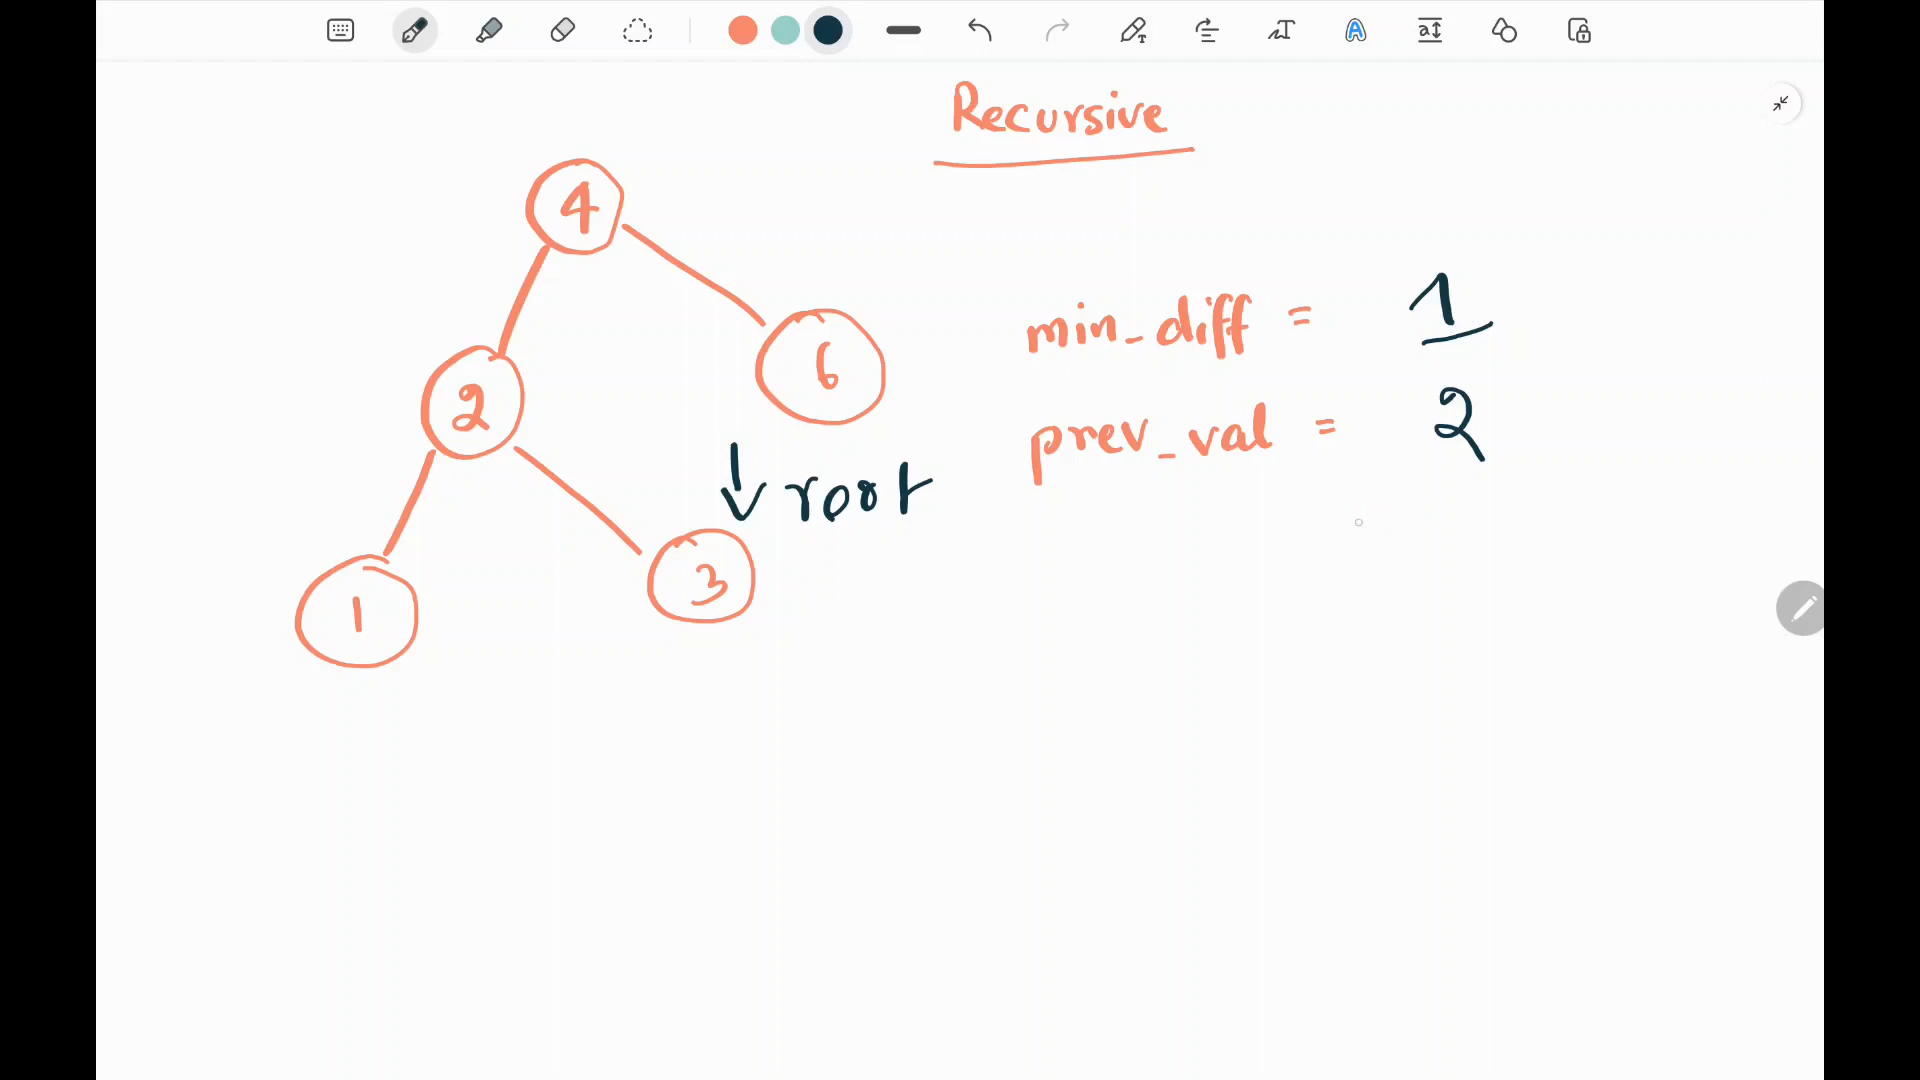 Recursive
4
2
6
1
3
root
min_diff = 1
prev_val = 2